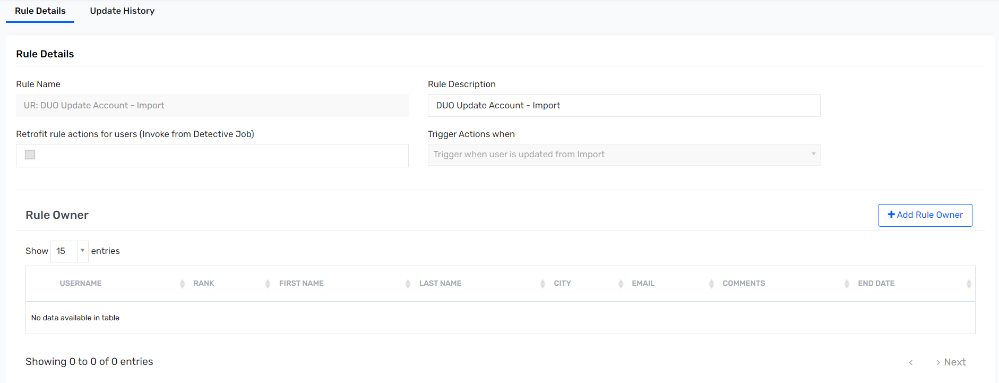 Rule Details Update History
Rule Details
Rule Name Rule Description
UR: DUO Update Account - Import DUO Update Account - Import
Retrofit rule actions for users (Invoke from Detective Job) Trigger Actions when
Trigger when user is updated from Import
Rule Owner + Add Rule Owner
Show 15 entries
USERNAME RANK FIRST NAME LAST NAME CITY EMAIL COMMENTS END DATE
No data available in table
Showing 0 to 0 of 0 entries < > Next